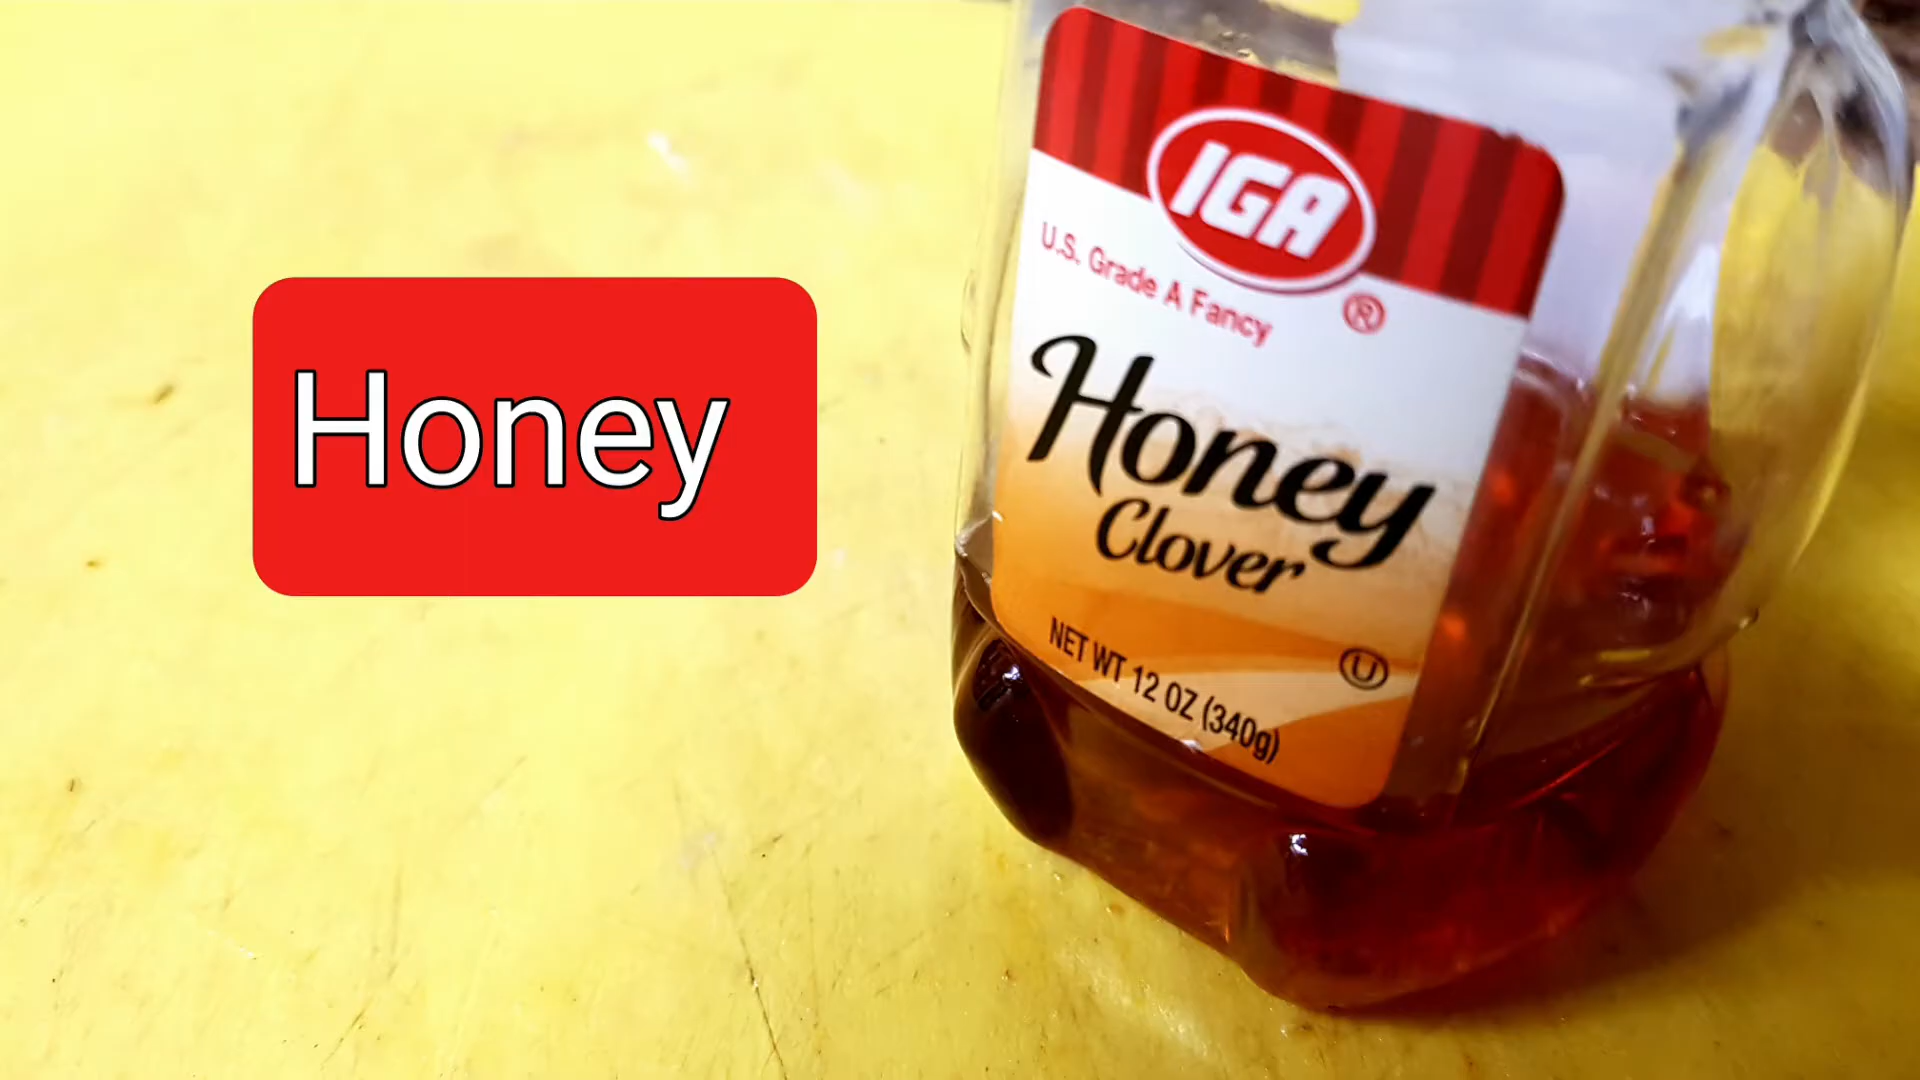 Honey
IGA
U.S. Grade A Fancy ®
Honey
Clover
NET WT 12 OZ (340g)
U